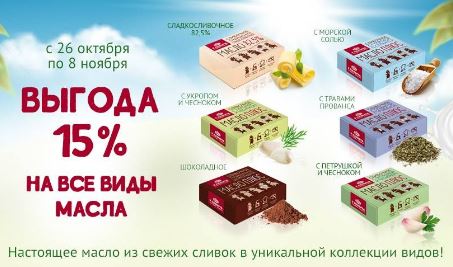 с 26 октября
по 8 ноября
ВЫГОДА
15%
НА ВСЕ ВИДЫ
МАСЛА
СЛАДКОСЛИВОЧНОЕ
82,5%
С МОРСКОЙ
СОЛЬЮ
С УКРОПОМ
И ЧЕСНОКОМ
С ТРАВАМИ
ПРОВАНСА
ШОКОЛАДНОЕ
С ПЕТРУШКОЙ И
ЧЕСНОКОМ
Настоящее масло из свежих сливок в уникальной коллекции видов!